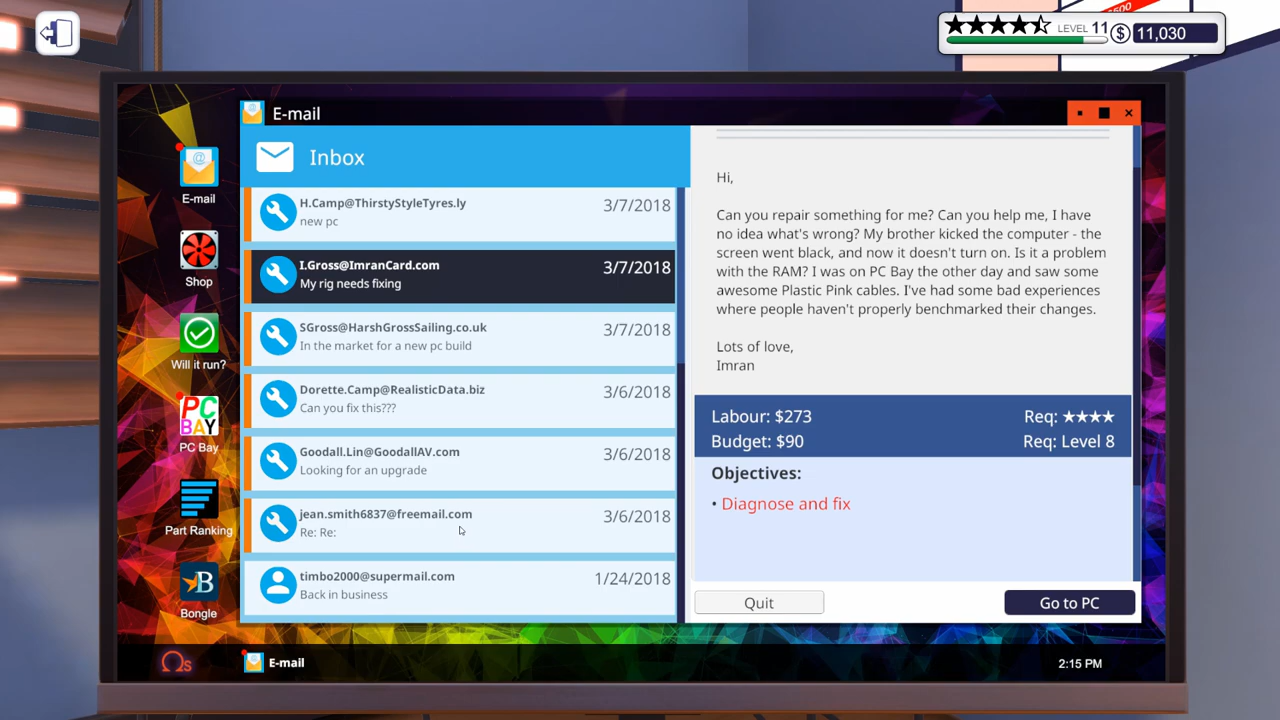 LEVEL 11
$ 11,030
500
E-mail
Inbox
H.Camp@ThirstyStyleTyres.ly 3/7/2018
new pc
I.Gross@ImranCard.com 3/7/2018
My rig needs fixing
SGross@HarshGrossSailing.co.uk 3/7/2018
In the market for a new pc build
Dorette.Camp@RealisticData.biz 3/6/2018
Can you fix this???
Goodall.Lin@GoodallAV.com 3/6/2018
Looking for an upgrade
jean.smith6837@freemail.com 3/6/2018
Re: Re:
timbo2000@supermail.com 1/24/2018
Back in business
E-mail
Shop
Will it run?
PC
BAY
PC Bay
Part Ranking
B
Bongle
Hi,
Can you repair something for me? Can you help me, I have
no idea what's wrong? My brother kicked the computer - the
screen went black, and now it doesn't turn on. Is it a problem
with the RAM? I was on PC Bay the other day and saw some
awesome Plastic Pink cables. I've had some bad experiences
where people haven't properly benchmarked their changes.
Lots of love,
Imran
Labour: $273 Req: ★★★★
Budget: $90 Req: Level 8
Objectives:
• Diagnose and fix
Quit Go to PC
Ωs E-mail 2:15 PM